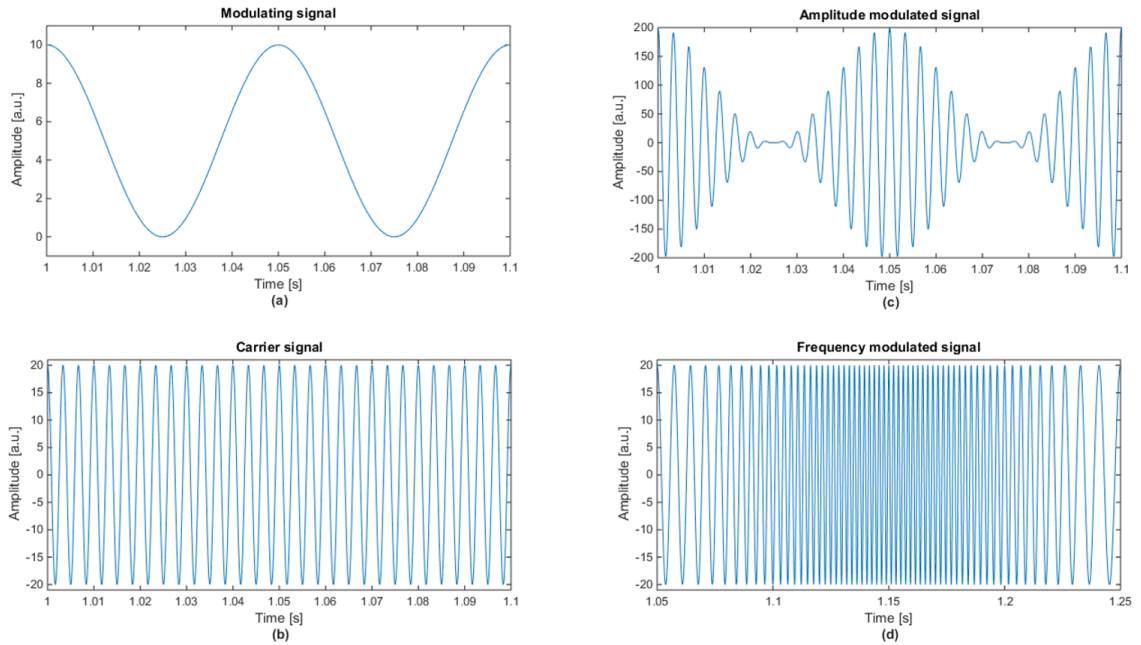 Modulating signal
10
8
6
4
2
0
Amplitude [a.u.]
1 1.01 1.02 1.03 1.04 1.05 1.06 1.07 1.08 1.09 1.1
Time [s]
(a)
Carrier signal
20
15
10
5
0
-5
-10
-15
-20
Amplitude [a.u.]
1 1.01 1.02 1.03 1.04 1.05 1.06 1.07 1.08 1.09 1.1
Time [s]
(b)
Amplitude modulated signal
200
150
100
50
0
-50
-100
-150
-200
Amplitude [a.u.]
1 1.01 1.02 1.03 1.04 1.05 1.06 1.07 1.08 1.09 1.1
Time [s]
(c)
Frequency modulated signal
20
15
10
5
0
-5
-10
-15
-20
Amplitude [a.u.]
1.05 1.1 1.15 1.2 1.25
Time [s]
(d)